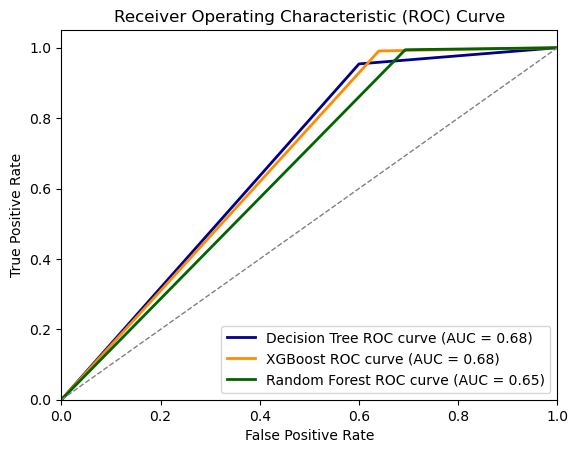 Receiver Operating Characteristic (ROC) Curve
1.0
0.8
0.6
0.4
0.2
0.0
True Positive Rate
Decision Tree ROC curve (AUC = 0.68)
XGBoost ROC curve (AUC = 0.68)
Random Forest ROC curve (AUC = 0.65)
0.0 0.2 0.4 0.6 0.8 1.0
False Positive Rate